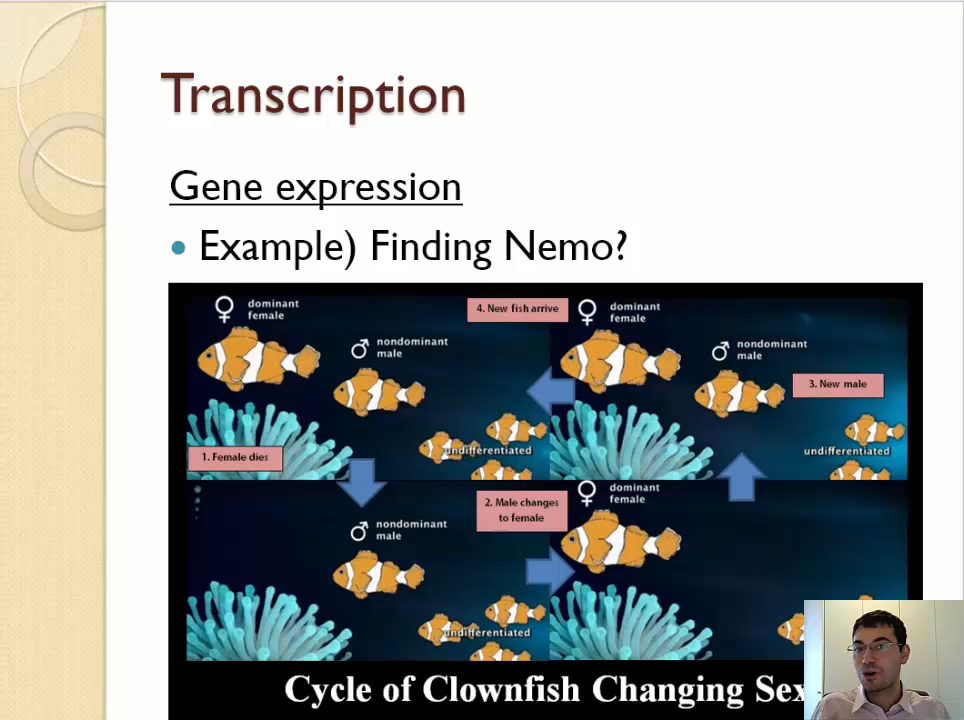 Transcription
Gene expression
Example) Finding Nemo?
dominant
female
nondominant
male
1. Female dies
undifferentiated
4. New fish arrive
dominant
female
nondominant
male
3. New male
undifferentiated
nondominant
male
undifferentiated
2. Male changes
to female
dominant
female
Cycle of Clownfish Changing Sex